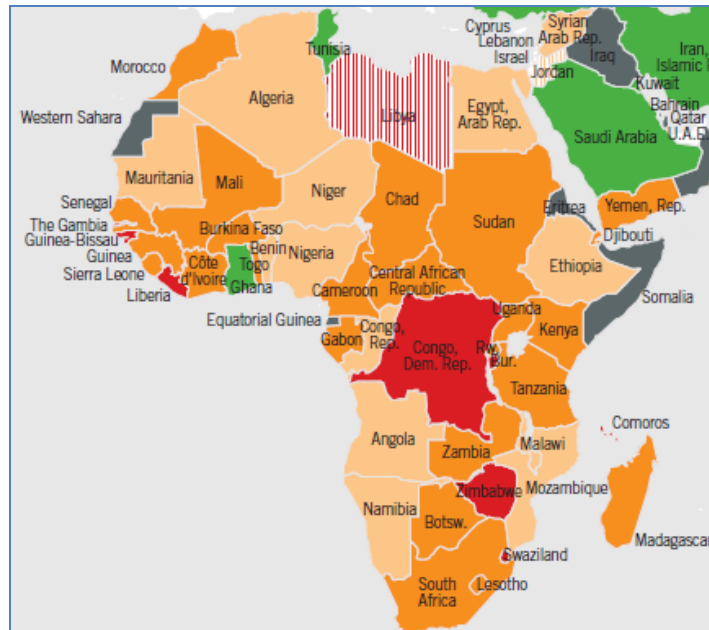 Cyprus
Syrian
Arab Rep.
Lebanon
Israel
Iraq
Iran,
Islamic
Jordan
Kuwait
Bahrain
Qatar
U.A.E.
Saudi Arabia
Tunisia
Morocco
Algeria
Libya
Egypt,
Arab Rep.
Western Sahara
Mauritania
Mali
Niger
Chad
Sudan
Eritrea
Yemen, Rep.
Djibouti
Senegal
The Gambia
Guinea-Bissau
Guinea
Sierra Leone
Liberia
Burkina Faso
Côte
d'Ivoire
Benin
Togo
Ghana
Nigeria
Cameroon
Central African
Republic
Ethiopia
Somalia
Equatorial Guinea
Gabon
Congo,
Rep.
Congo,
Dem. Rep.
Uganda
Kenya
Rw.
Bur.
Tanzania
Comoros
Angola
Zambia
Malawi
Mozambique
Zimbabwe
Namibia
Botsw.
Madagascar
Swaziland
South
Africa
Lesotho